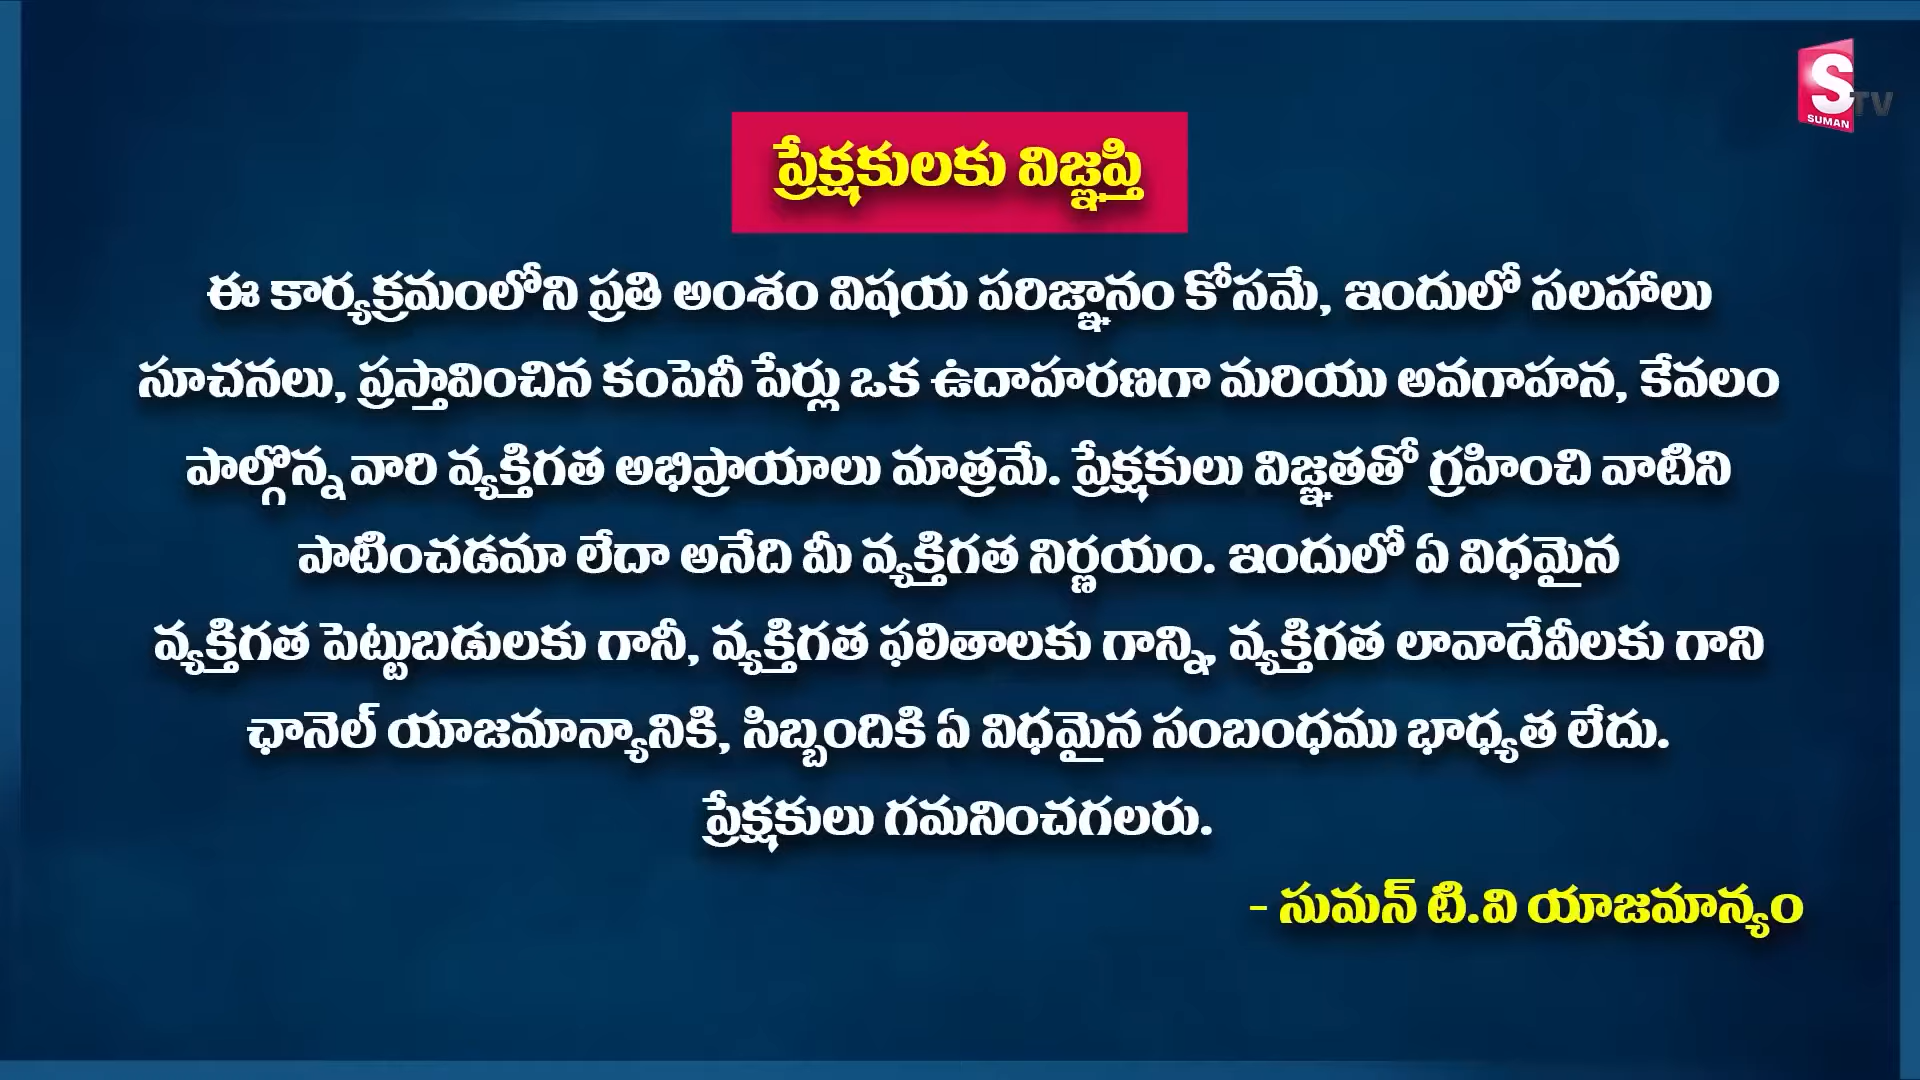 S TV
SUMAN
ప్రేక్షకులకు విజ్ఞప్తి
ఈ కార్యక్రమంలోని ప్రతి అంశం విషయ పరిజ్ఞానం కోసమే, ఇందులో సలహాలు
సూచనలు, ప్రస్తావించిన కంపెనీ పేర్లు ఒక ఉదాహరణగా మరియు అవగాహన, కేవలం
పాల్గొన్న వారి వ్యక్తిగత అభిప్రాయాలు మాత్రమే. ప్రేక్షకులు విజ్ఞతతో గ్రహించి వాటిని
పాటించడమా లేదా అనేది మీ వ్యక్తిగత నిర్ణయం. ఇందులో ఏ విధమైన
వ్యక్తిగత పెట్టుబడులకు గానీ, వ్యక్తిగత ఫలితాలకు గాన్ని, వ్యక్తిగత లావాదేవీలకు గాని
ఛానెల్ యాజమాన్యానికి, సిబ్బందికి ఏ విధమైన సంబంధము భాధ్యత లేదు.
ప్రేక్షకులు గమనించగలరు.
- సుమన్ టి.వి యాజమాన్యం